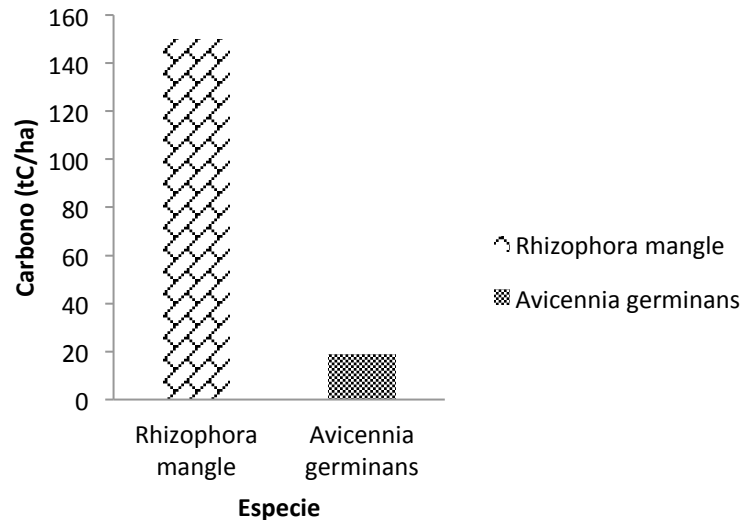 160
140
120
100
80
60
40
20
0
Carbono (tC/ha)
Rhizophora
mangle
Avicennia
germinans
Especie
Rhizophora mangle
Avicennia germinans